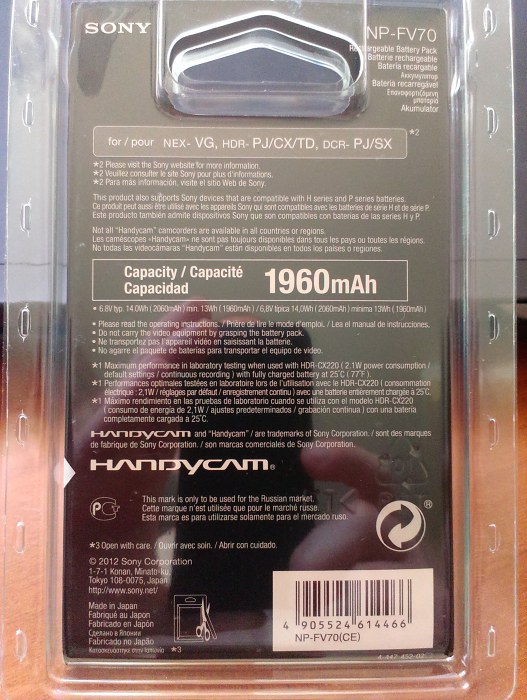 SONY
NP-FV70
Rechargeable Battery Pack
Batterie rechargeable
Batería recargable
Аккумулятор
Bateria recarregável
Επαναφορτιζόμενη
μπαταρία
Akumulator
for / pour NEX- VG, HDR- PJ/CX/TD, DCR- PJ/SX *2
*2 Please visit the Sony website for more information.
*2 Veuillez consulter le site Sony pour plus d'informations.
*2 Para mas información, visite el sitio Web de Sony.
This product also supports Sony devices that are compatible with H series and P series batteries.
Ce produit peut aussi être utilisé avec les appareils Sony qui sont compatibles avec les batteries de série H et de série P.
Este producto también admite dispositivos Sony que son compatibles con baterías de las series H y P.
Not all "Handycam" camcorders are available in all countries or regions.
Les caméscopes «Handycam» ne sont pas toujours disponibles dans tous les pays ou toutes les régions.
No todas las videocámaras "Handycam" están disponibles en todos los países o regiones.
Capacity / Capacité
Capacidad
1960mAh
• 6.8V typ. 14.0Wh ( 2060mAh ) min. 13Wh ( 1960mAh ) / 6,8V típica 14,0Wh ( 2060mAh ) mínima 13Wh ( 1960mAh )
• Please read the operating instructions. / Prière de lire le mode d'emploi. / Lea el manual de instrucciones.
• Do not carry the video equipment by grasping the battery pack.
• Ne transportez pas l'appareil vidéo en saisissant la batterie.
• No agarre el paquete de baterías para transportar el equipo de vídeo.
*1 Maximum performance in laboratory testing when used with HDR-CX220 ( 2.1W power consumption /
default settings / continuous recording ) with fully charged battery at 25°C ( 77°F ).
*1 Performances optimales testées en laboratoire lors de l'utilisation avec le HDR-CX220 ( consommation
électrique : 2,1W / réglages par défaut / enregistrement continu ) avec une batterie entièrement chargée à 25°C.
*1 Máximo rendimiento en las pruebas de laboratorio cuando se utiliza con el modelo HDR-CX220
( consumo de energía de 2,1W / ajustes predeterminados / grabación continua ) con una batería
completamente cargada a 25°C.
HANDYCAM and "Handycam" / are trademarks of Sony Corporation. / sont des marques
de fabrique de Sony Corporation. / son marcas comerciales de Sony Corporation.
HANDYCAM®
This mark is only to be used for the Russian market.
Cette marque n'est utilisée que pour le marché russe.
Esta marca es para utilizarse solamente para el mercado ruso.
*3 Open with care. / Ouvrir avec soin. / Abrir con cuidado.
© 2012 Sony Corporation
1-7-1 Konan, Minato-ku
Tokyo 108-0075, Japan
http://www.sony.net/
Made in Japan
Fabriqué au Japon
Fabricado en Japón
Сделано в Японии
Fabricado no Japão
Κατασκευάστηκε στην Ιαπωνία
*3
®
4 905524 614466
NP-FV70(CE)